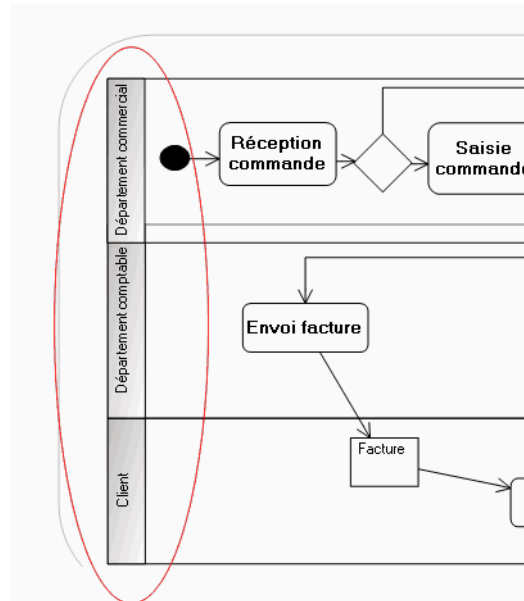 Département commercial
Réception
commande
Saisie
commande
Département comptable
Envoi facture
Client
Facture